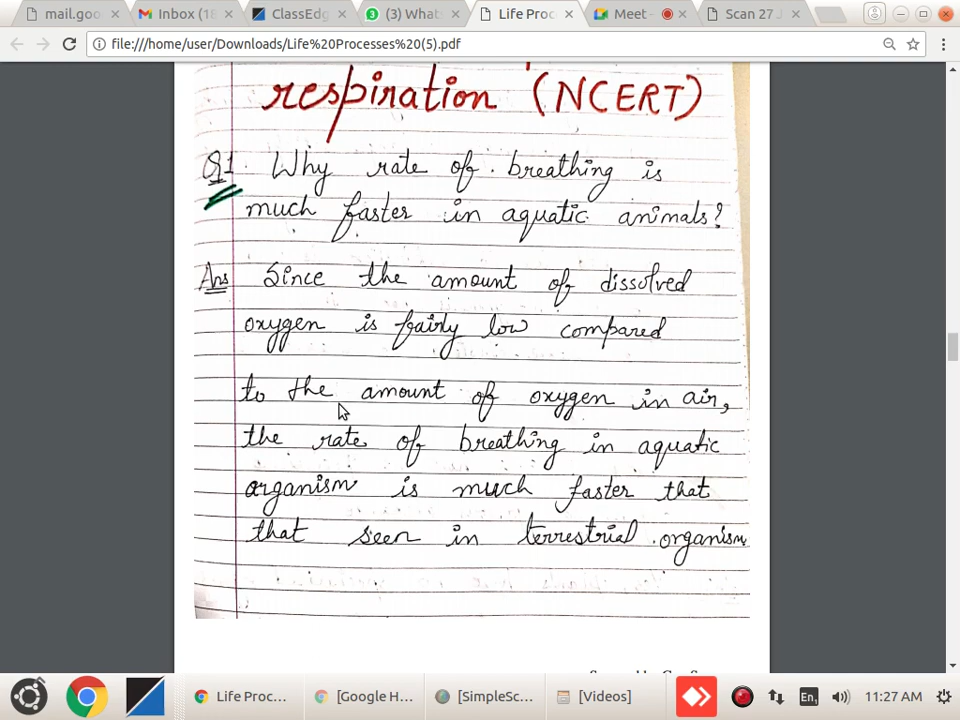 mail.goo
Inbox (18
ClassEdg
(3) What
Life Proc
Meet -
Scan 27 J
file:///home/user/Downloads/Life%20Processes%20(5).pdf
respiration (NCERT)
Q1. Why rate of breathing is
much faster in aquatic animals?
Ans Since the amount of dissolved
oxygen is fairly low compared
to the amount of oxygen in air,
the rate of breathing in aquatic
organism is much faster that
that seen in terrestrial organism
Life Proc...
[Google H...
[SimpleSc...
[Videos]
En
11:27 AM